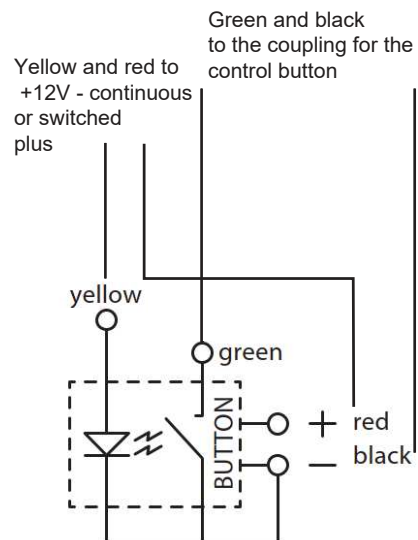 Green and black
to the coupling for the
control button
Yellow and red to
+12V - continuous
or switched
plus
yellow
green
BUTTON
+ red
− black